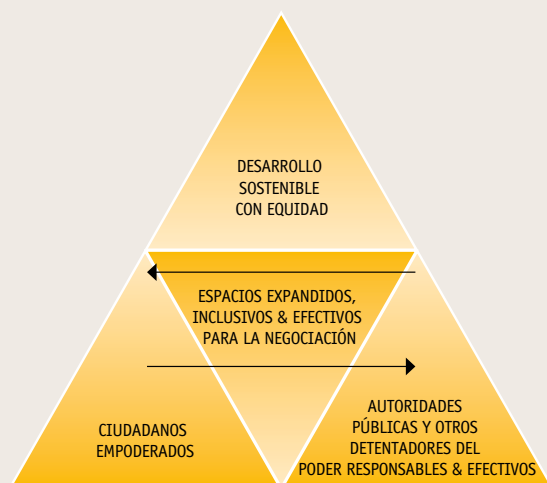 DESARROLLO
SOSTENIBLE
CON EQUIDAD
ESPACIOS EXPANDIDOS,
INCLUSIVOS & EFECTIVOS
PARA LA NEGOCIACIÓN
CIUDADANOS
EMPODERADOS
AUTORIDADES
PÚBLICAS Y OTROS
DETENTADORES DEL
PODER RESPONSABLES & EFECTIVOS